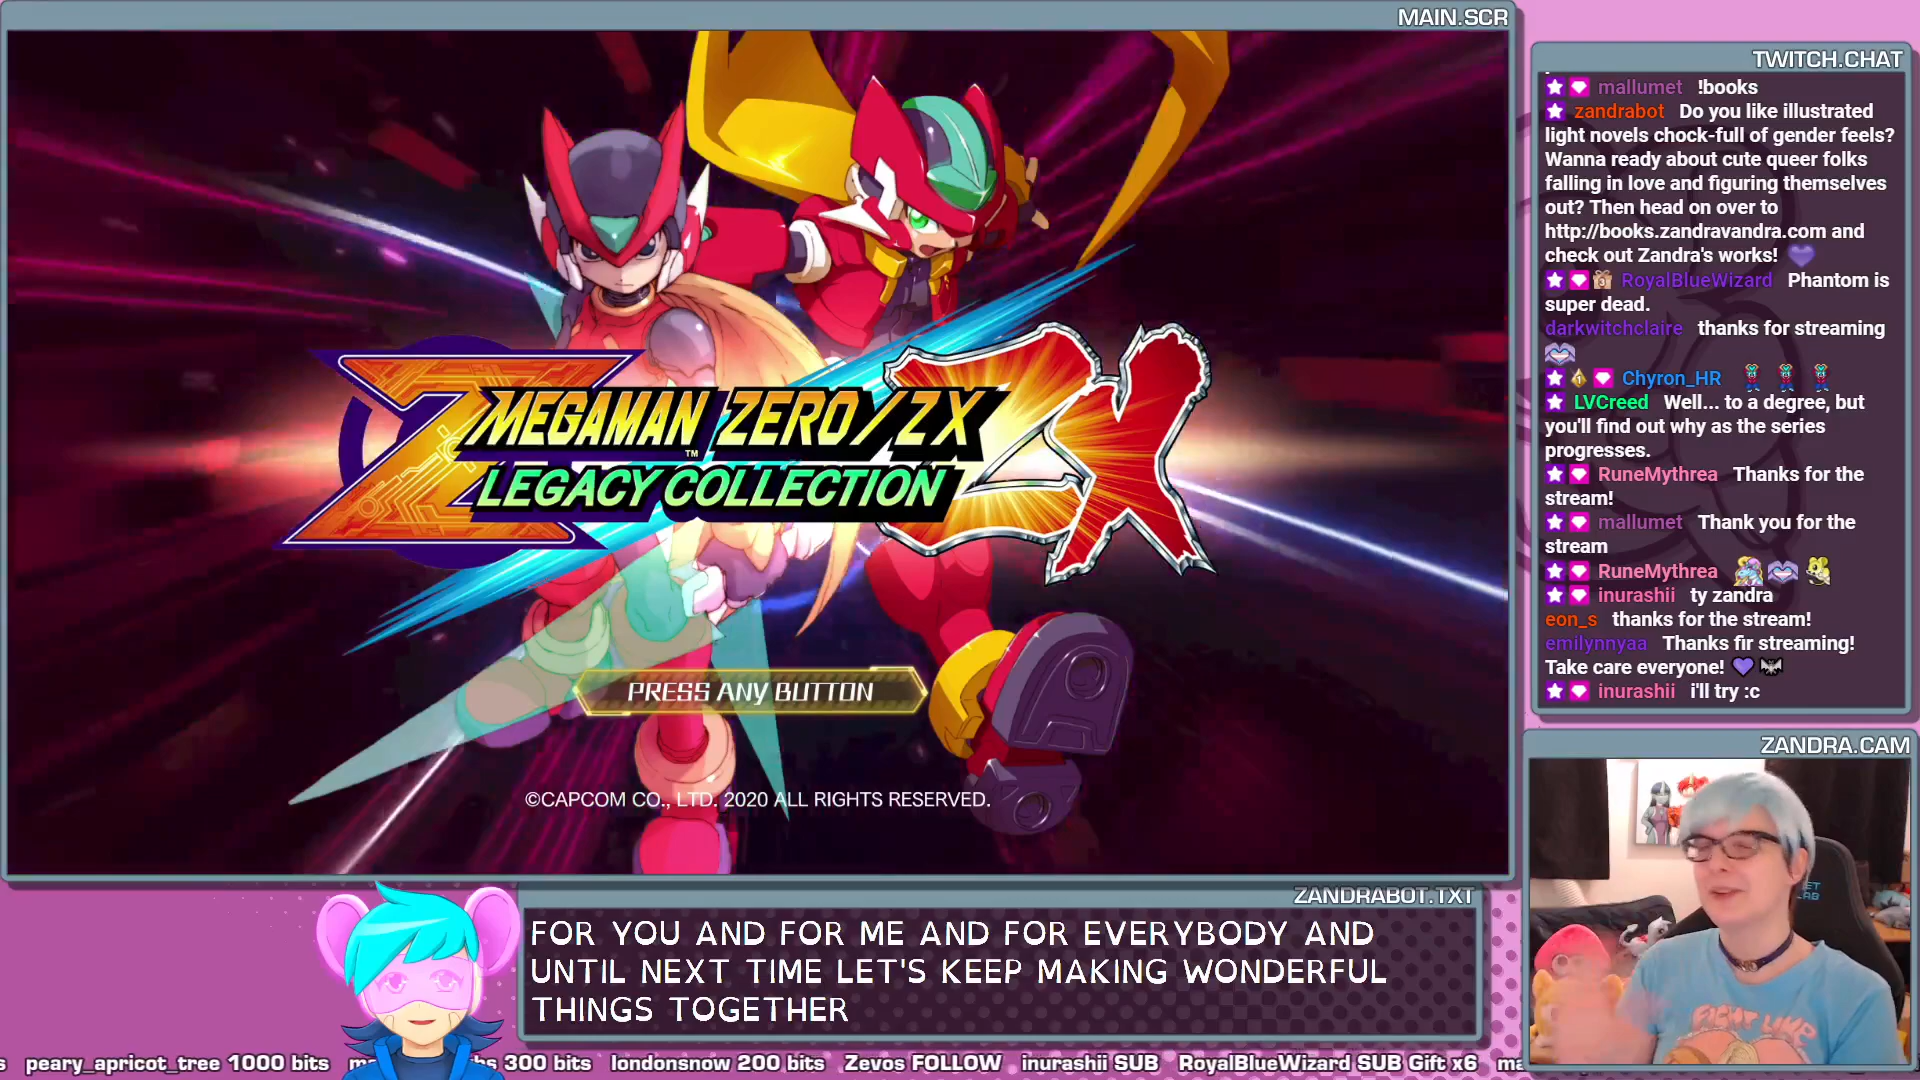 MAIN.SCR
MEGAMAN ZERO/ZX
TM
LEGACY COLLECTION
ZX
PRESS ANY BUTTON
©CAPCOM CO., LTD. 2020 ALL RIGHTS RESERVED.
TWITCH.CHAT
mallumet !books
zandrabot Do you like illustrated
light novels chock-full of gender feels?
Wanna ready about cute queer folks
falling in love and figuring themselves
out? Then head on over to
http://books.zandravandra.com and
check out Zandra's works!
RoyalBlueWizard Phantom is
super dead.
darkwitchclaire thanks for streaming
Chyron_HR
LVCreed Well... to a degree, but
you'll find out why as the series
progresses.
RuneMythrea Thanks for the
stream!
mallumet Thank you for the
stream
RuneMythrea
inurashii ty zandra
eon_s thanks for the stream!
emilynnyaa Thanks fir streaming!
Take care everyone!
inurashii i'll try :c
ZANDRA.CAM
FIGHT LIKE
ZANDRABOT.TXT
FOR YOU AND FOR ME AND FOR EVERYBODY AND
UNTIL NEXT TIME LET'S KEEP MAKING WONDERFUL
THINGS TOGETHER
s peary_apricot_tree 1000 bits 300 bits londonsnow 200 bits Zevos FOLLOW inurashii SUB RoyalBlueWizard SUB Gift x6